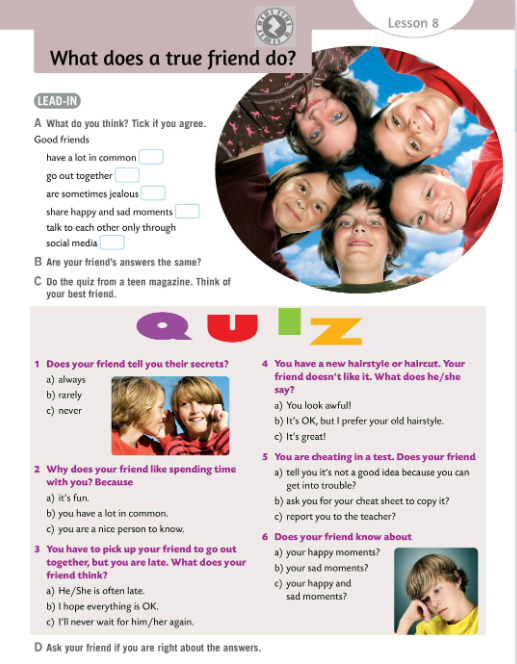 Lesson 8
What does a true friend do?
LEAD-IN
A What do you think? Tick if you agree.
Good friends
have a lot in common
go out together
are sometimes jealous
share happy and sad moments
talk to each other only through
social media
B Are your friend's answers the same?
C Do the quiz from a teen magazine. Think of
your best friend.
QUIZ
1 Does your friend tell you their secrets?
a) always
b) rarely
c) never
2 Why does your friend like spending time
with you? Because
a) it's fun.
b) you have a lot in common.
c) you are a nice person to know.
3 You have to pick up your friend to go out
together, but you are late. What does your
friend think?
a) He/She is often late.
b) I hope everything is OK.
c) I'll never wait for him/her again.
4 You have a new hairstyle or haircut. Your
friend doesn't like it. What does he/she
say?
a) You look awful!
b) It's OK, but I prefer your old hairstyle.
c) It's great!
5 You are cheating in a test. Does your friend
a) tell you it's not a good idea because you can
get into trouble?
b) ask you for your cheat sheet to copy it?
c) report you to the teacher?
6 Does your friend know about
a) your happy moments?
b) your sad moments?
c) your happy and
sad moments?
D Ask your friend if you are right about the answers.